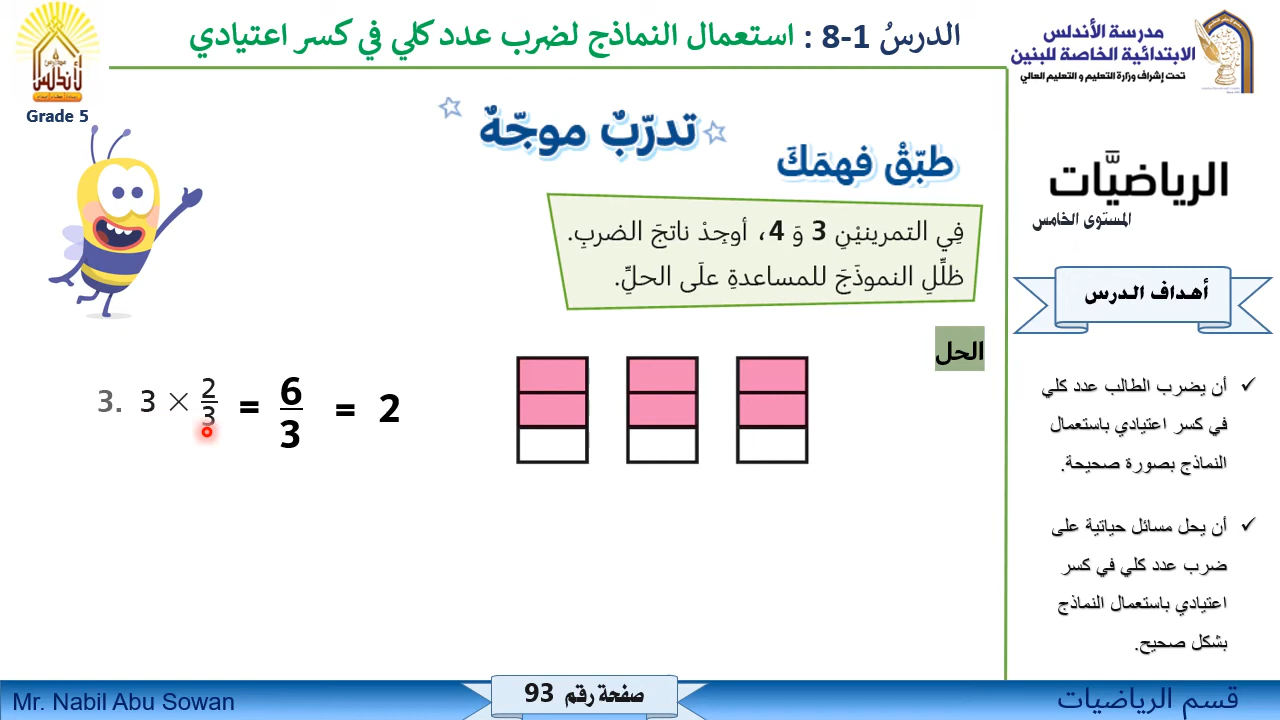 الدرسُ 1-8 : استعمال النماذج لضرب عدد كلي في كسر اعتيادي
مدرسة الأندلس
الابتدائية الخاصة للبنين
تحت إشراف وزارة التعليم و التعليم العالي
Grade 5
تدرّبٌ موجّهٌ
طبّقْ فهمَكَ
فِي التمرينيْنِ 3 وَ 4، أوجِدْ ناتجَ الضربِ.
ظلِّلِ النموذَجَ للمساعدةِ علَى الحلِّ.
الحل
3. 3 × 2/3 = 6/3 = 2
الرياضيَّات
المستوى الخامس
أهداف الدرس
✓ أن يضرب الطالب عدد كلي
في كسر اعتيادي باستعمال
النماذج بصورة صحيحة.
✓ أن يحل مسائل حياتية على
ضرب عدد كلي في كسر
اعتيادي باستعمال النماذج
بشكل صحيح.
Mr. Nabil Abu Sowan
صفحة رقم 93
قسم الرياضيات